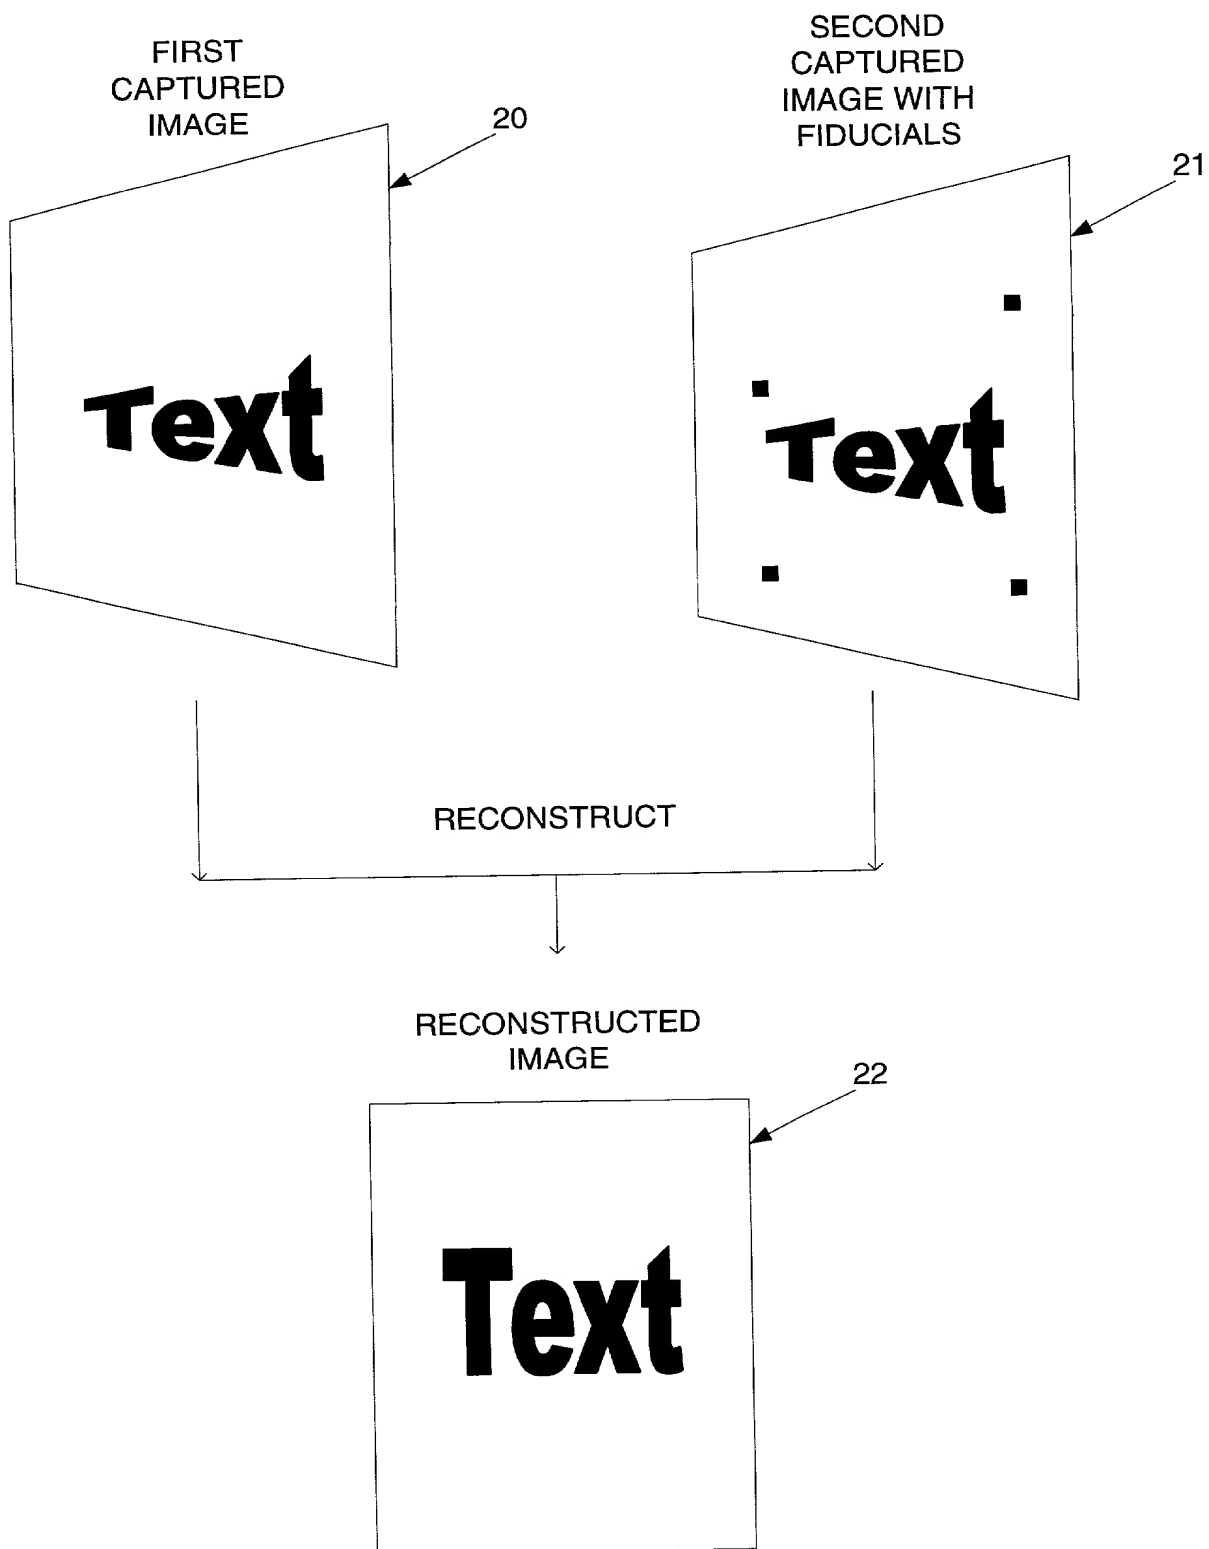 FIRST
CAPTURED
IMAGE
20
SECOND
CAPTURED
IMAGE WITH
FIDUCIALS
21
Text
Text
RECONSTRUCT
RECONSTRUCTED
IMAGE
22
Text